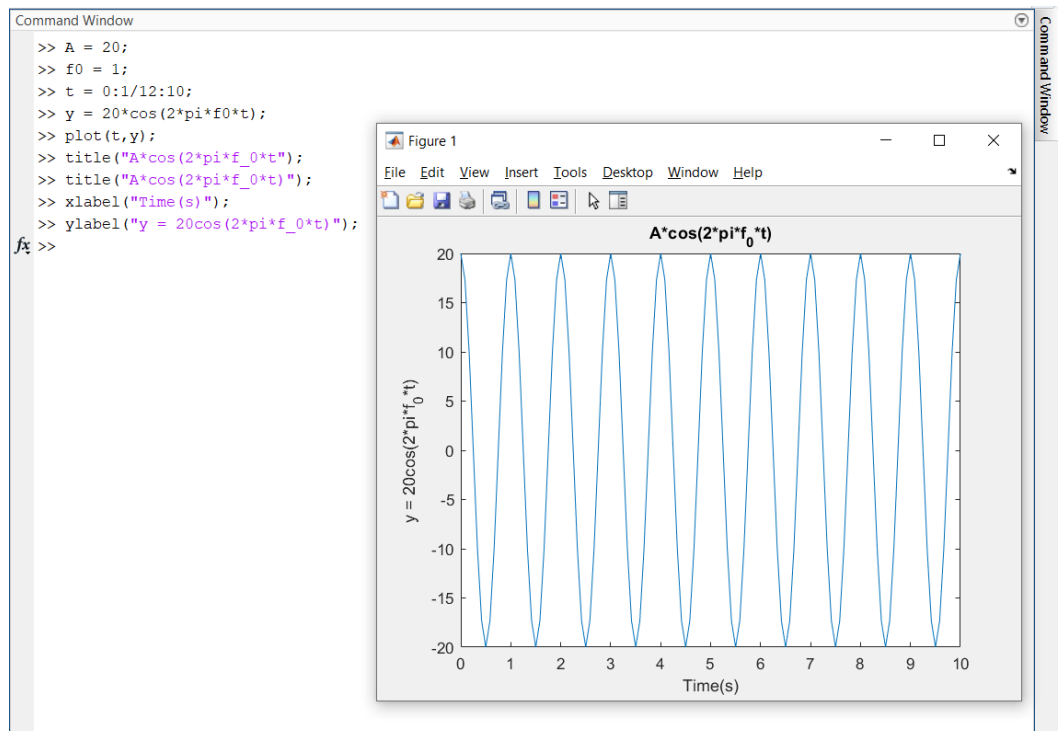 Command Window
Command Window
>> A = 20;
>> f0 = 1;
>> t = 0:1/12:10;
>> y = 20*cos(2*pi*f0*t);
>> plot(t,y);
>> title("A*cos(2*pi*f_0*t");
>> title("A*cos(2*pi*f_0*t)");
>> xlabel("Time(s)");
>> ylabel("y = 20cos(2*pi*f_0*t)");
fx >>
Figure 1
File Edit View Insert Tools Desktop Window Help
A*cos(2*pi*f0*t)
y = 20cos(2*pi*f0*t)
20
15
10
5
0
-5
-10
-15
-20
0 1 2 3 4 5 6 7 8 9 10
Time(s)